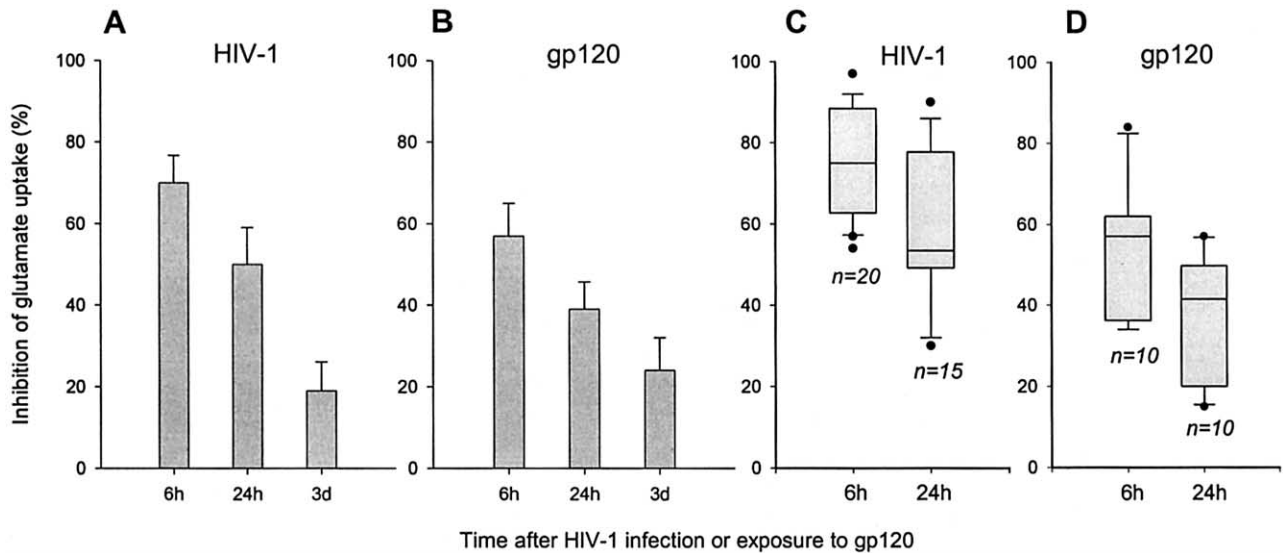 A
HIV-1
100
80
60
40
20
0
6h
24h
3d
B
gp120
100
80
60
40
20
0
6h
24h
3d
C
HIV-1
100
80
60
40
20
0
n=20
n=15
6h
24h
D
gp120
100
80
60
40
20
0
n=10
n=10
6h
24h
Inhibition of glutamate uptake (%)
Time after HIV-1 infection or exposure to gp120